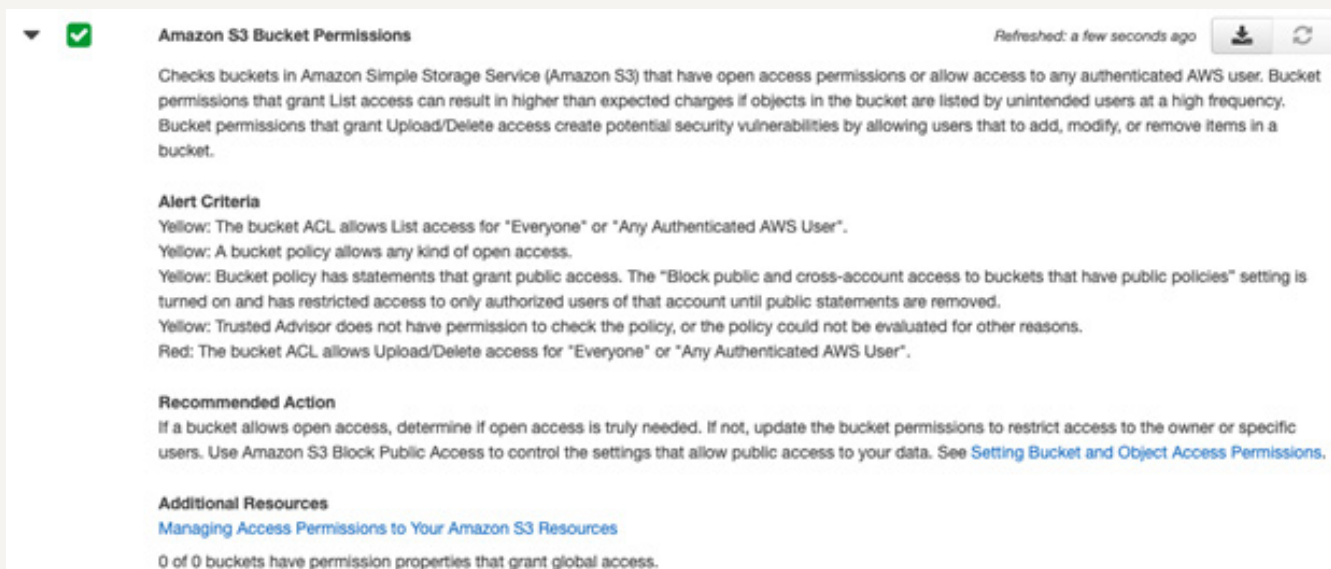 Amazon S3 Bucket Permissions
Refreshed: a few seconds ago
Checks buckets in Amazon Simple Storage Service (Amazon S3) that have open access permissions or allow access to any authenticated AWS user. Bucket
permissions that grant List access can result in higher than expected charges if objects in the bucket are listed by unintended users at a high frequency.
Bucket permissions that grant Upload/Delete access create potential security vulnerabilities by allowing users that to add, modify, or remove items in a
bucket.
Alert Criteria
Yellow: The bucket ACL allows List access for "Everyone" or "Any Authenticated AWS User".
Yellow: A bucket policy allows any kind of open access.
Yellow: Bucket policy has statements that grant public access. The "Block public and cross-account access to buckets that have public policies" setting is
turned on and has restricted access to only authorized users of that account until public statements are removed.
Yellow: Trusted Advisor does not have permission to check the policy, or the policy could not be evaluated for other reasons.
Red: The bucket ACL allows Upload/Delete access for "Everyone" or "Any Authenticated AWS User".
Recommended Action
If a bucket allows open access, determine if open access is truly needed. If not, update the bucket permissions to restrict access to the owner or specific
users. Use Amazon S3 Block Public Access to control the settings that allow public access to your data. See Setting Bucket and Object Access Permissions.
Additional Resources
Managing Access Permissions to Your Amazon S3 Resources
0 of 0 buckets have permission properties that grant global access.